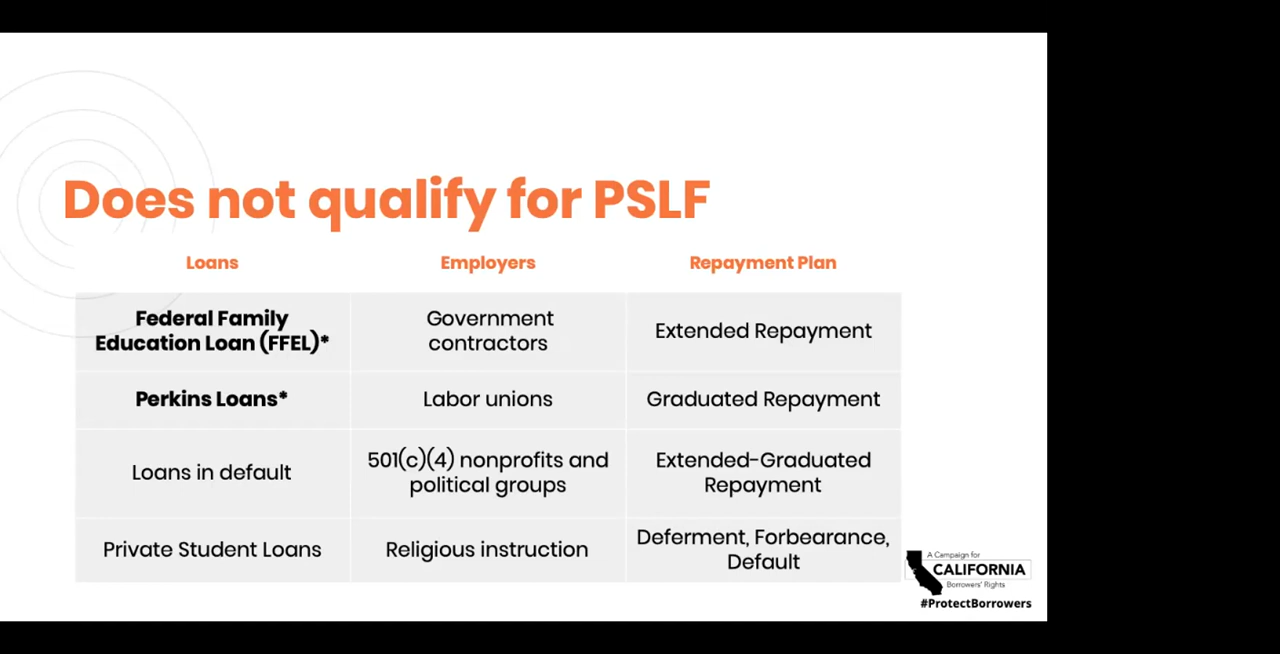 Does not qualify for PSLF
Loans
Employers
Repayment Plan
Federal Family
Education Loan (FFEL)*
Government
contractors
Extended Repayment
Perkins Loans*
Labor unions
Graduated Repayment
Loans in default
501(c)(4) nonprofits and
political groups
Extended-Graduated
Repayment
Private Student Loans
Religious instruction
Deferment, Forbearance,
Default
A Campaign for
CALIFORNIA
Borrowers' Rights
#ProtectBorrowers